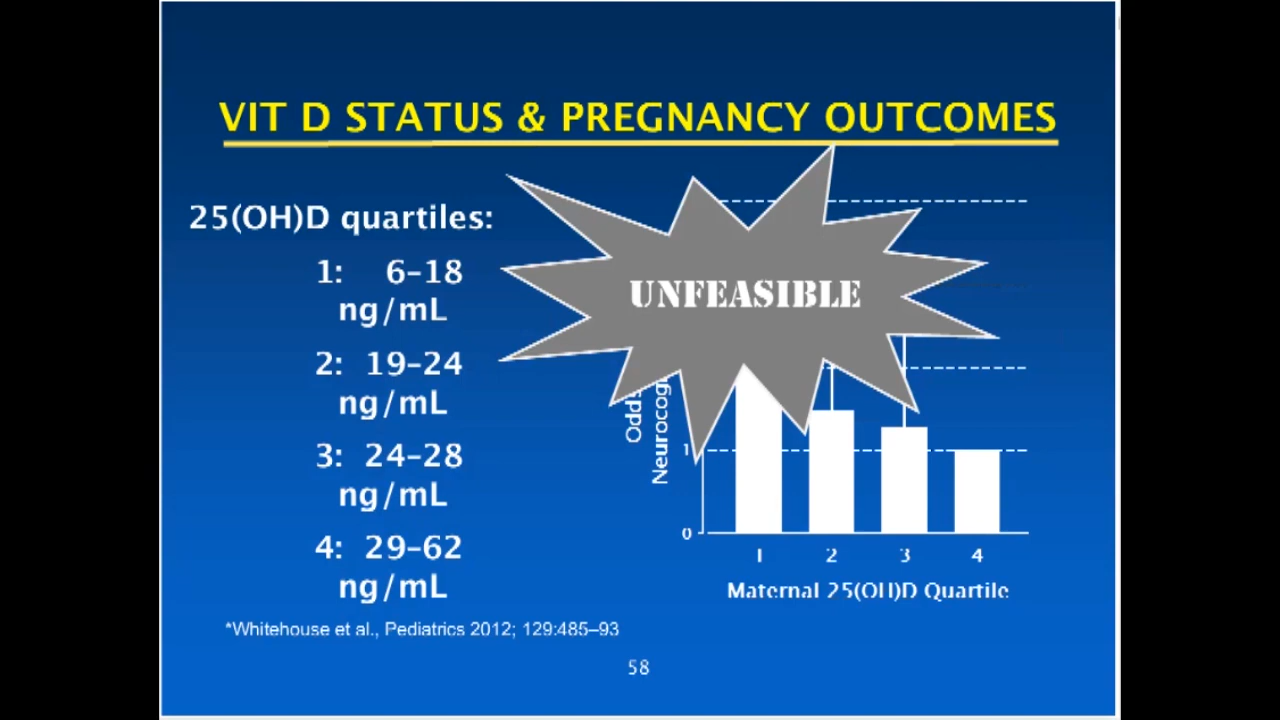 VIT D STATUS & PREGNANCY OUTCOMES
25(OH)D quartiles:
1: 6–18
ng/mL
2: 19–24
ng/mL
3: 24–28
ng/mL
4: 29–62
ng/mL
UNFEASIBLE
Odds
1
0
1 2 3 4
Maternal 25(OH)D Quartile
*Whitehouse et al., Pediatrics 2012; 129:485–93
58